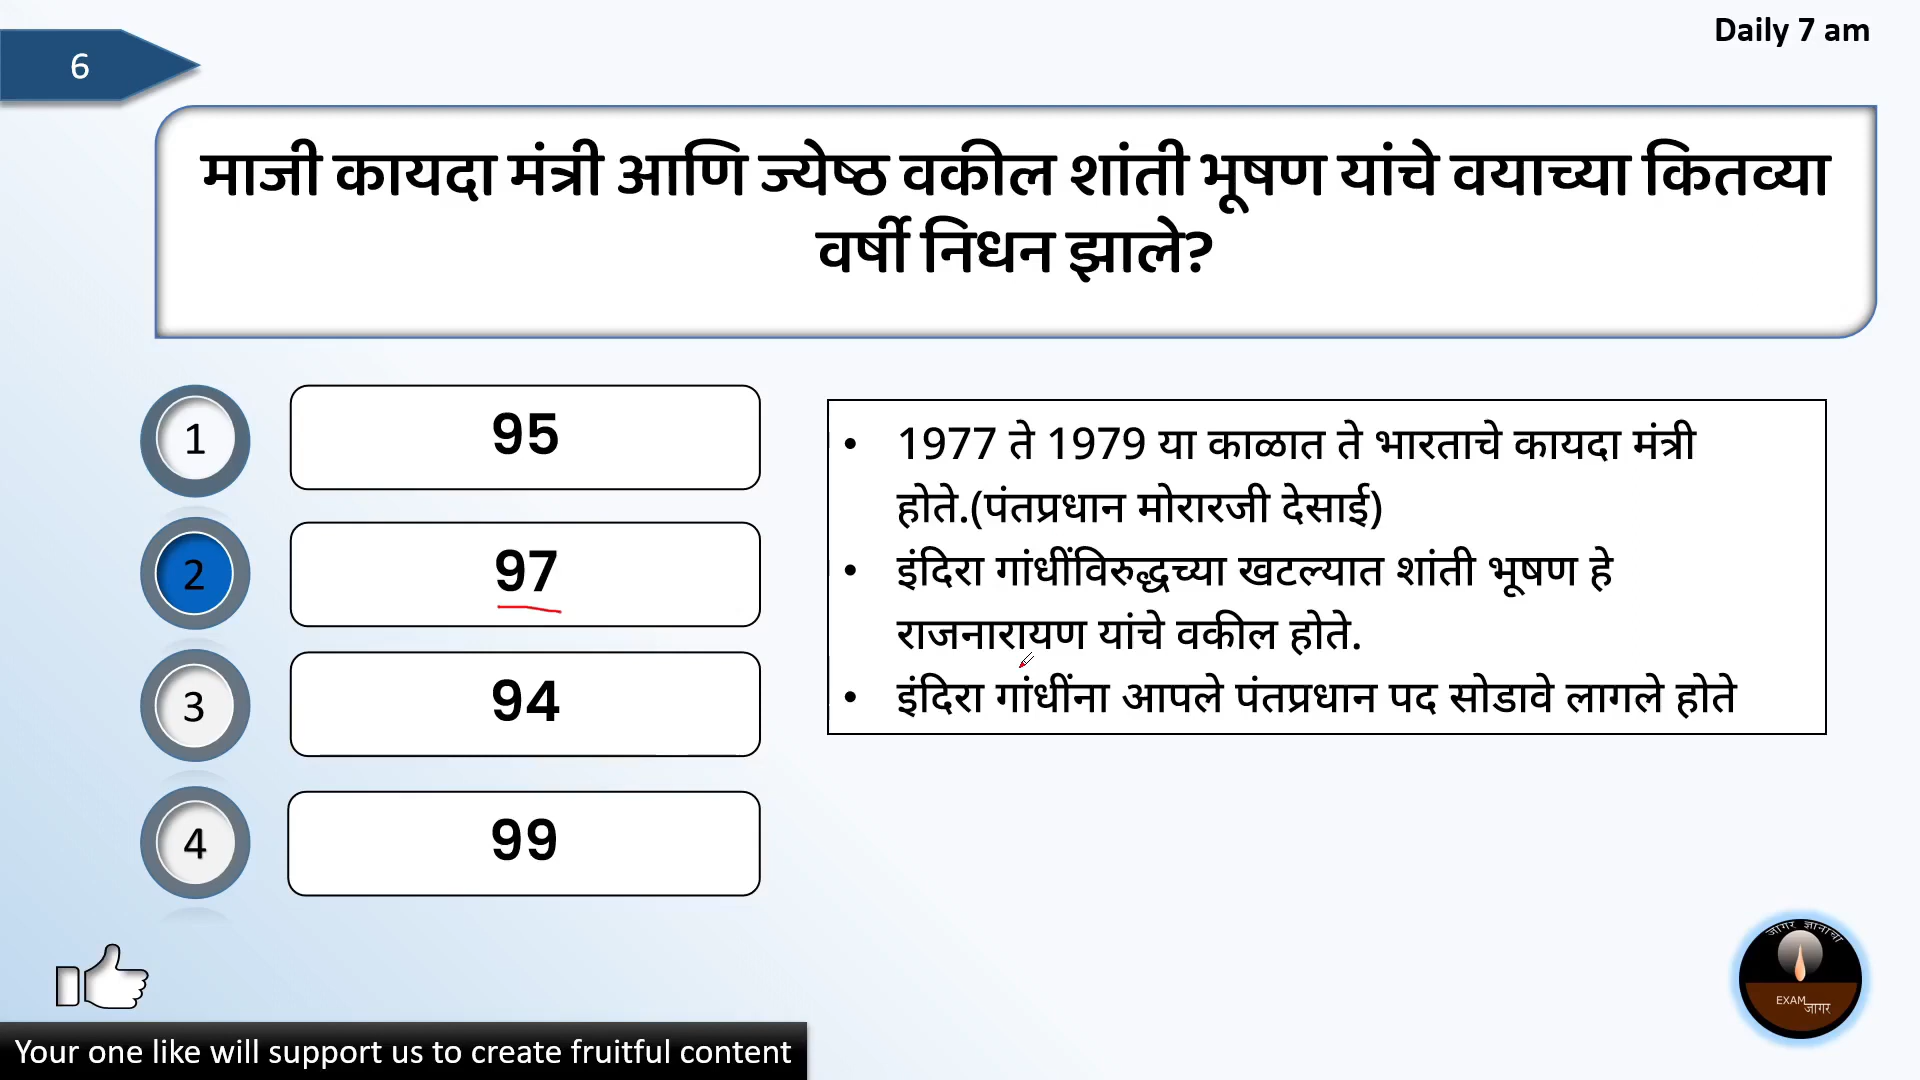 Daily 7 am
6
माजी कायदा मंत्री आणि ज्येष्ठ वकील शांती भूषण यांचे वयाच्या कितव्या
वर्षी निधन झाले?
1
95
2
97
3
94
4
99
• 1977 ते 1979 या काळात ते भारताचे कायदा मंत्री
होते.(पंतप्रधान मोरारजी देसाई)
• इंदिरा गांधींविरुद्धच्या खटल्यात शांती भूषण हे
राजनारायण यांचे वकील होते.
• इंदिरा गांधींना आपले पंतप्रधान पद सोडावे लागले होते
जागर ज्ञानाचा
EXAM
जागर
Your one like will support us to create fruitful content